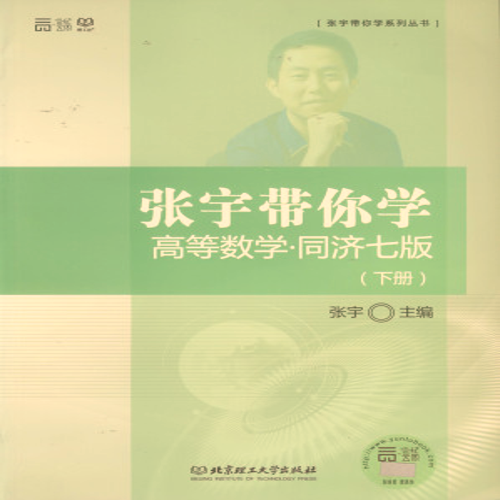 [ 张宇带你学系列丛书 ]
张宇带你学
高等数学·同济七版
（下册）
张宇 主编
北京理工大学出版社